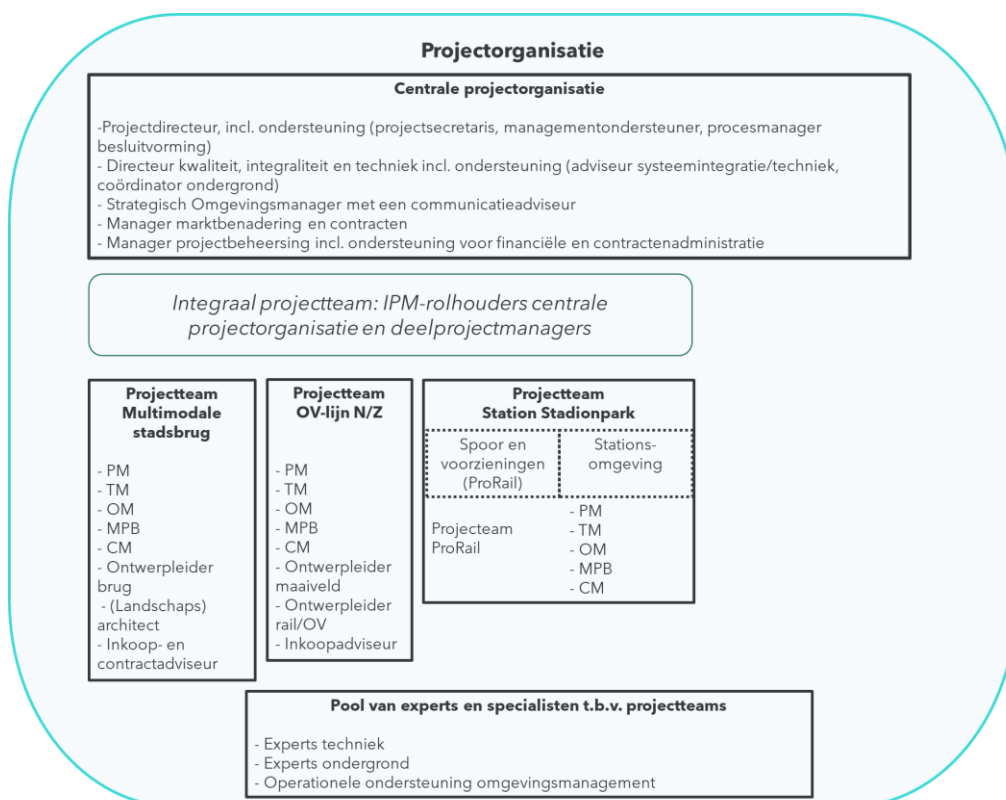 Projectorganisatie
Centrale projectorganisatie
-Projectdirecteur, incl. ondersteuning (projectsecretaris, managementondersteuner, procesmanager
besluitvorming)
- Directeur kwaliteit, integraliteit en techniek incl. ondersteuning (adviseur systeemintegratie/techniek,
coördinator ondergrond)
- Strategisch Omgevingsmanager met een communicatieadviseur
- Manager marktbenadering en contracten
- Manager projectbeheersing incl. ondersteuning voor financiële en contractenadministratie
Integraal projectteam: IPM-rolhouders centrale
projectorganisatie en deelprojectmanagers
Projectteam
Multimodale
stadsbrug
- PM
- TM
- OM
- MPB
- CM
- Ontwerpleider
brug
- (Landschaps)
architect
- Inkoop- en
contractadviseur
Projectteam
OV-lijn N/Z
- PM
- TM
- OM
- MPB
- CM
- Ontwerpleider
maaiveld
- Ontwerpleider
rail/OV
- Inkoopadviseur
Projectteam
Station Stadionpark
Spoor en
voorzieningen
(ProRail)
Projecteam
ProRail
Stations-
omgeving
- PM
- TM
- OM
- MPB
- CM
Pool van experts en specialisten t.b.v. projectteams
- Experts techniek
- Experts ondergrond
- Operationele ondersteuning omgevingsmanagement